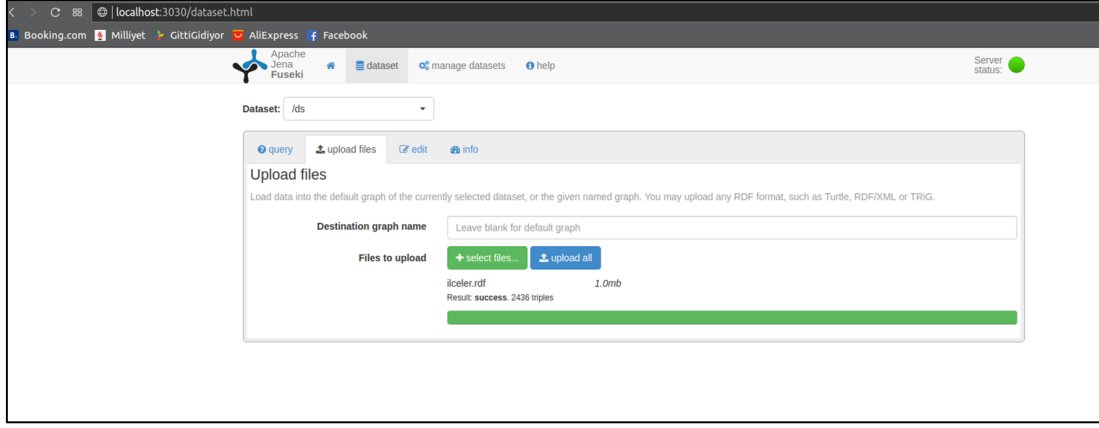 localhost:3030/dataset.html
B. Booking.com Milliyet GittiGidiyor AliExpress Facebook
Apache
Jena
Fuseki
dataset manage datasets help
Server
status:
Dataset: /ds
query upload files edit info
Upload files
Load data into the default graph of the currently selected dataset, or the given named graph. You may upload any RDF format, such as Turtle, RDF/XML or TRiG.
Destination graph name Leave blank for default graph
Files to upload + select files... upload all
ilceler.rdf 1.0mb
Result: success. 2436 triples